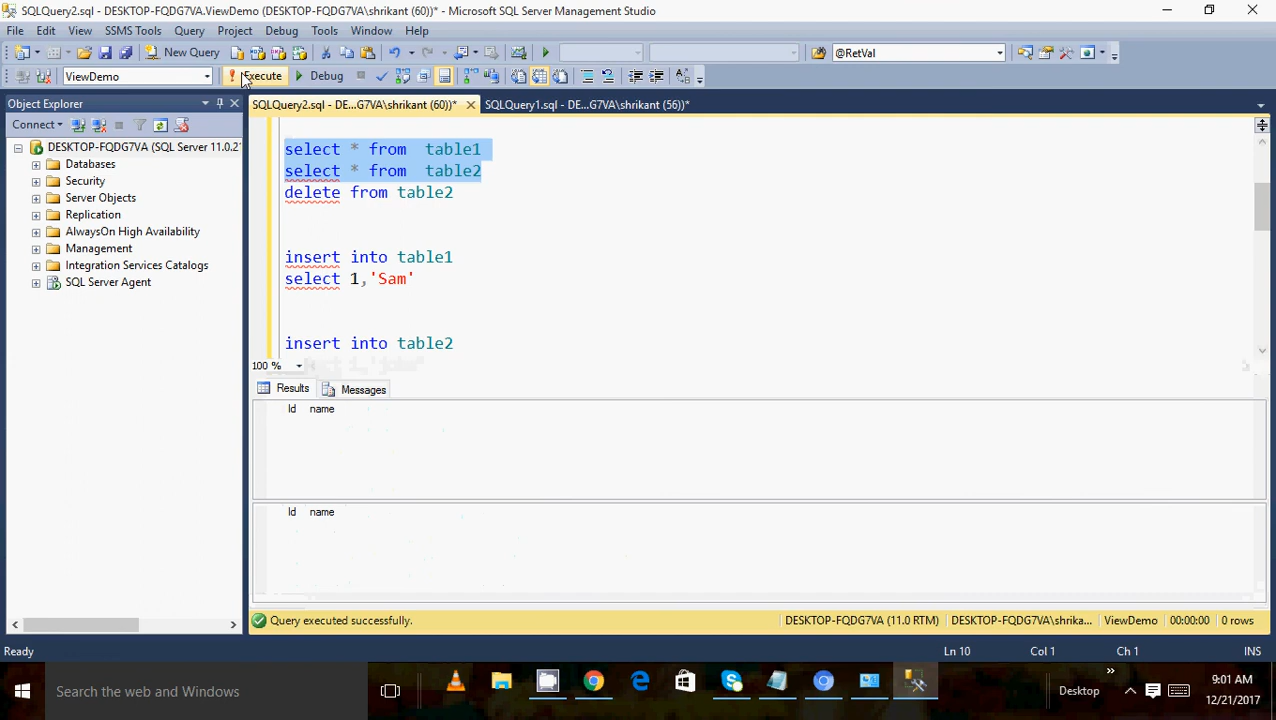 SQLQuery2.sql - DESKTOP-FQDG7VA.ViewDemo (DESKTOP-FQDG7VA\shrikant (60))* - Microsoft SQL Server Management Studio
File Edit View SSMS Tools Query Project Debug Tools Window Help
New Query @RetVal
ViewDemo Execute Debug
Object Explorer
SQLQuery2.sql - DE...G7VA\shrikant (60))* SQLQuery1.sql - DE...G7VA\shrikant (56))*
Connect
DESKTOP-FQDG7VA (SQL Server 11.0.2
Databases
Security
Server Objects
Replication
AlwaysOn High Availability
Management
Integration Services Catalogs
SQL Server Agent
select * from table1
select * from table2
delete from table2
insert into table1
select 1,'Sam'
insert into table2
100 %
Results Messages
Id name
Id name
Query executed successfully. DESKTOP-FQDG7VA (11.0 RTM) DESKTOP-FQDG7VA\shrika... ViewDemo 00:00:00 0 rows
Ready Ln 10 Col 1 Ch 1 INS
Search the web and Windows
Desktop
9:01 AM
12/21/2017